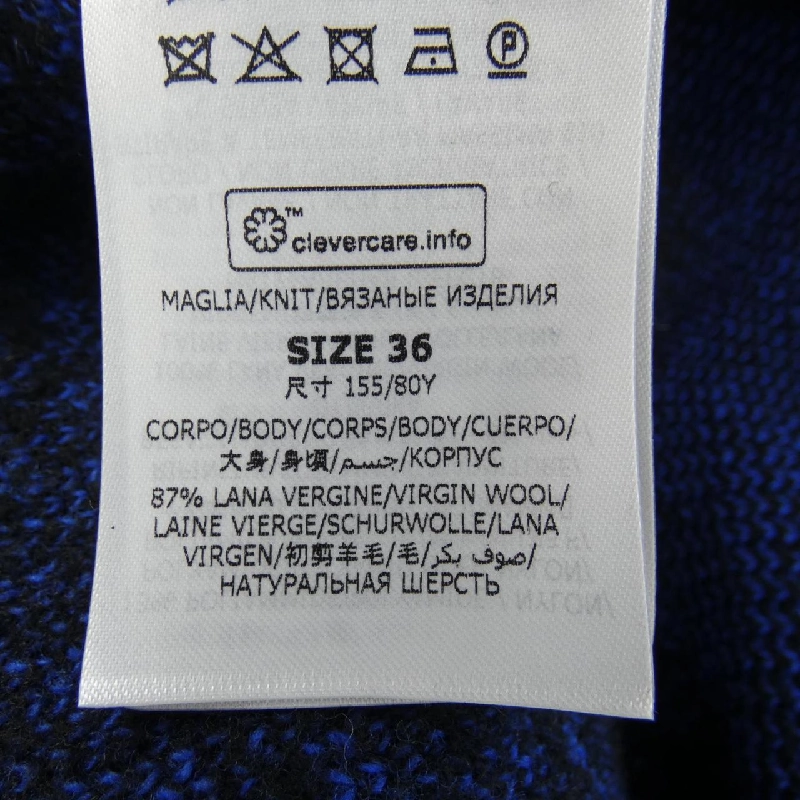 P
™
clevercare.info
MAGLIA/KNIT/ВЯЗАНЫЕ ИЗДЕЛИЯ
SIZE 36
尺寸 155/80Y
CORPO/BODY/CORPS/BODY/CUERPO/
大身/身頃/جسم/КОРПУС
87% LANA VERGINE/VIRGIN WOOL/
LAINE VIERGE/SCHURWOLLE/LANA
VIRGEN/初剪羊毛/毛/صوف بكر/
НАТУРАЛЬНАЯ ШЕРСТЬ